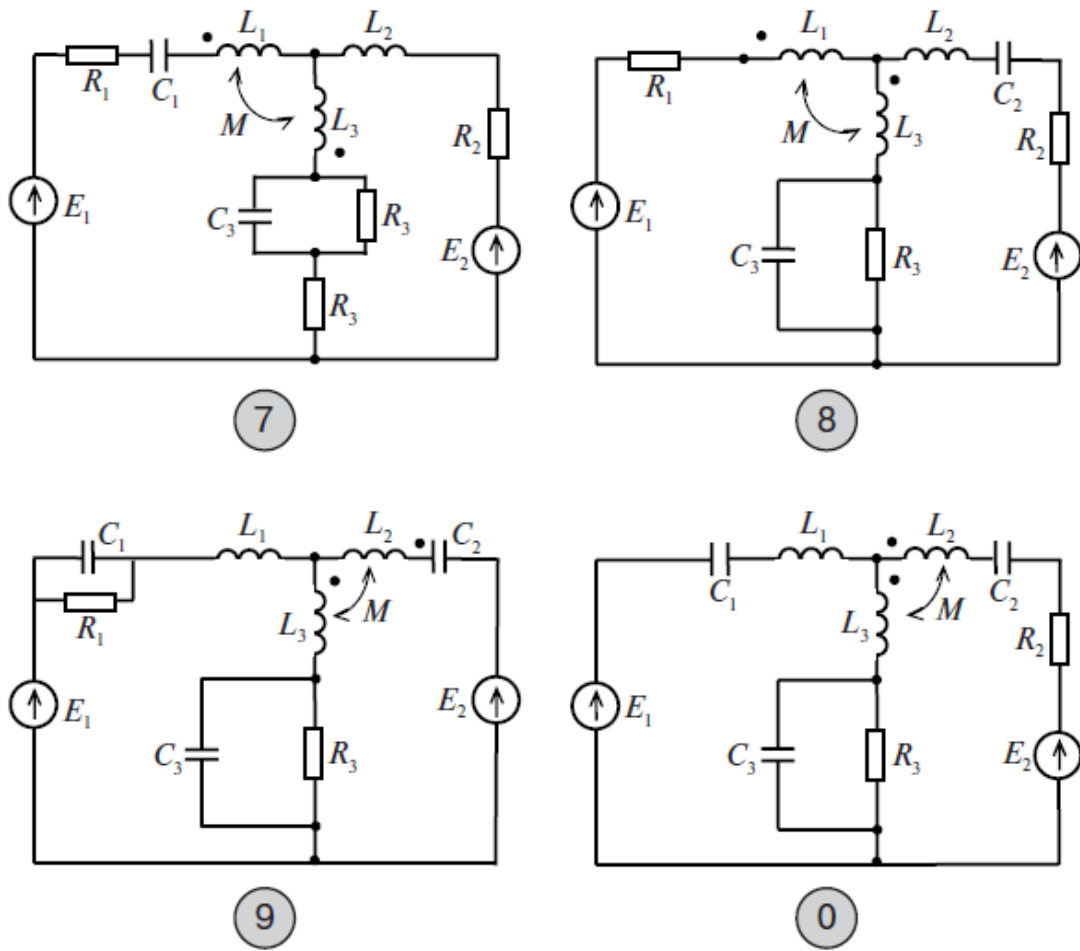 L₁ L₂
R₁ C₁
M L₃ R₂
E₁ C₃ R₃ E₂
R₃
7
L₁ L₂
R₁ C₂
M L₃ R₂
E₁ C₃ R₃ E₂
8
C₁ L₁ L₂ C₂
R₁ L₃ M
E₁ E₂
C₃ R₃
9
L₁ L₂
C₁ C₂
L₃ M R₂
E₁ C₃ R₃ E₂
0